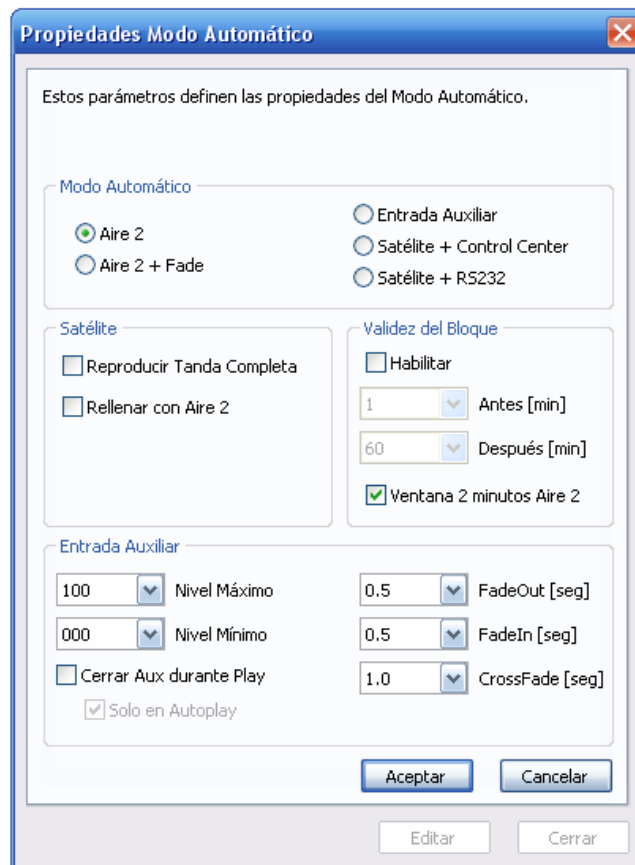 Propiedades Modo Automático
Estos parámetros definen las propiedades del Modo Automático.
Modo Automático
Aire 2
Aire 2 + Fade
Entrada Auxiliar
Satélite + Control Center
Satélite + RS232
Satélite
Reproducir Tanda Completa
Rellenar con Aire 2
Validez del Bloque
Habilitar
1 Antes [min]
60 Después [min]
Ventana 2 minutos Aire 2
Entrada Auxiliar
100 Nivel Máximo
000 Nivel Mínimo
Cerrar Aux durante Play
Solo en Autoplay
0.5 FadeOut [seg]
0.5 FadeIn [seg]
1.0 CrossFade [seg]
Aceptar Cancelar
Editar Cerrar